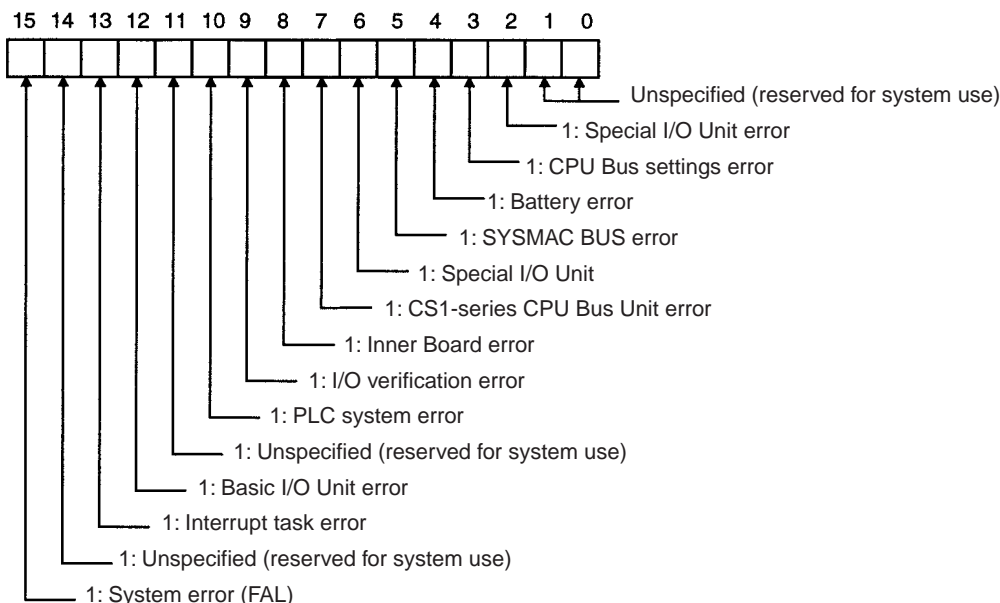 15 14 13 12 11 10 9 8 7 6 5 4 3 2 1 0
Unspecified (reserved for system use)
1: Special I/O Unit error
1: CPU Bus settings error
1: Battery error
1: SYSMAC BUS error
1: Special I/O Unit
1: CS1-series CPU Bus Unit error
1: Inner Board error
1: I/O verification error
1: PLC system error
1: Unspecified (reserved for system use)
1: Basic I/O Unit error
1: Interrupt task error
1: Unspecified (reserved for system use)
1: System error (FAL)